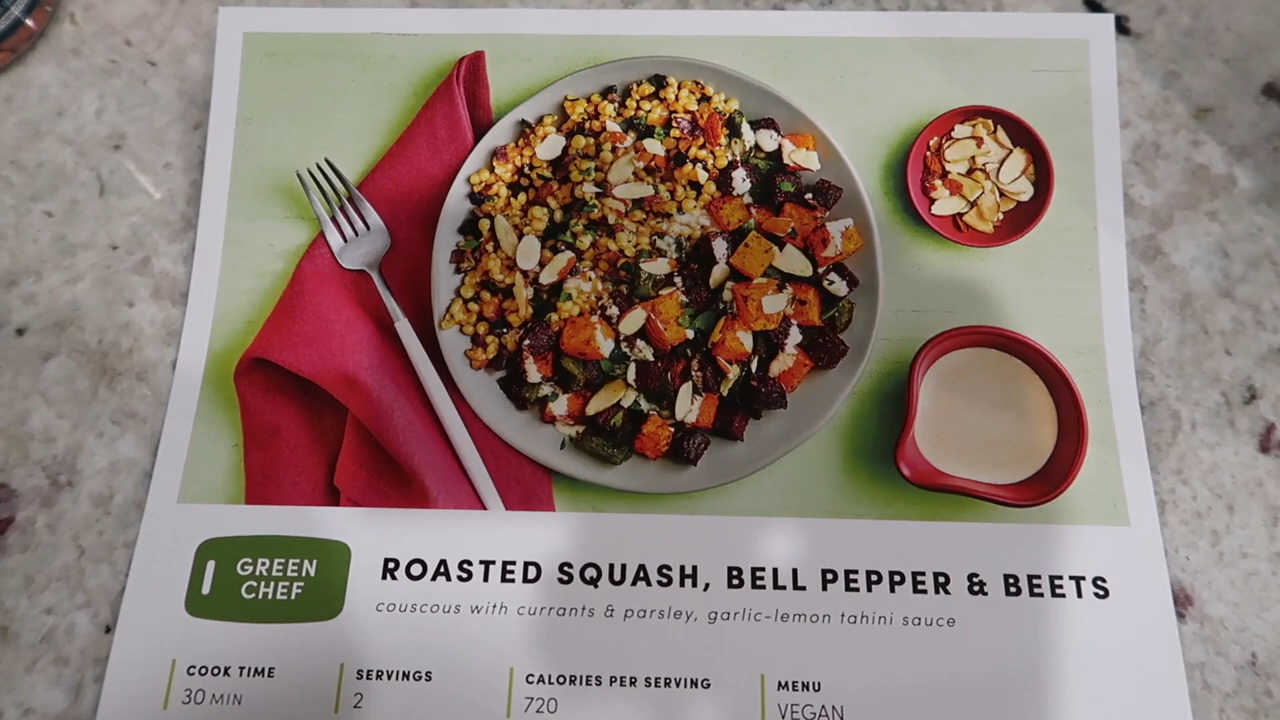 GREEN
CHEF
ROASTED SQUASH, BELL PEPPER & BEETS
couscous with currants & parsley, garlic-lemon tahini sauce
COOK TIME
30 MIN
SERVINGS
2
CALORIES PER SERVING
720
MENU
VEGAN